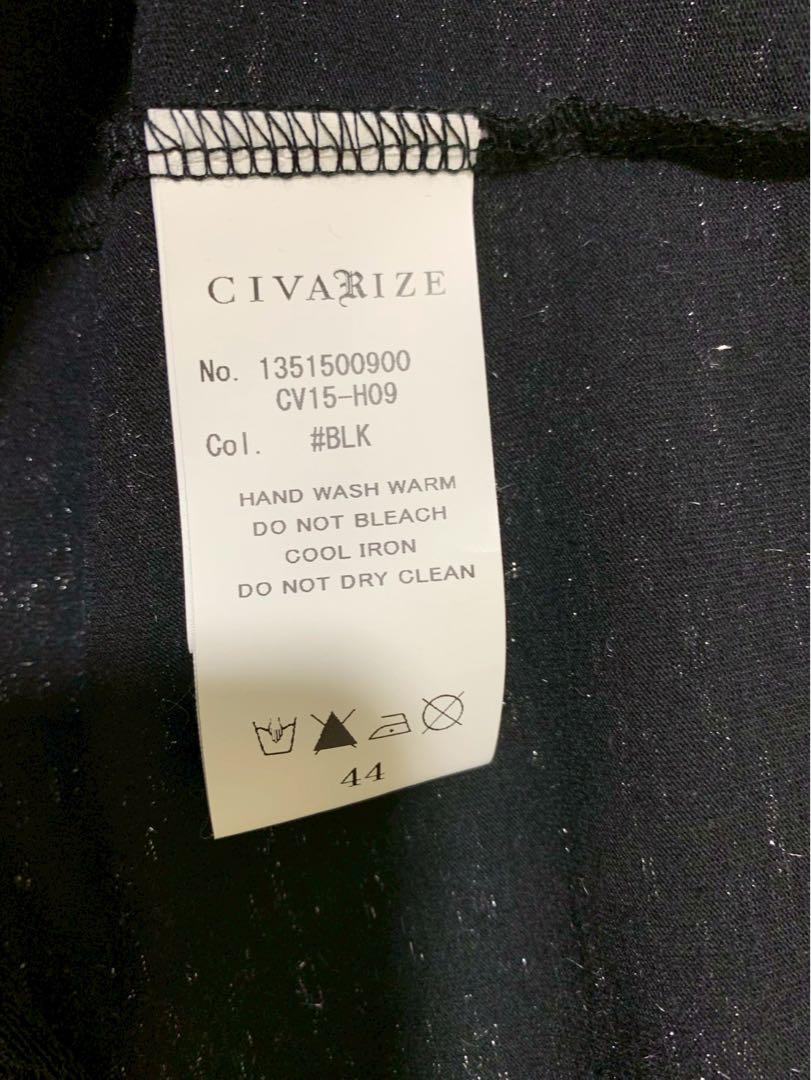 CIVARIZE
No. 1351500900
CV15-H09
Col. #BLK
HAND WASH WARM
DO NOT BLEACH
COOL IRON
DO NOT DRY CLEAN
44